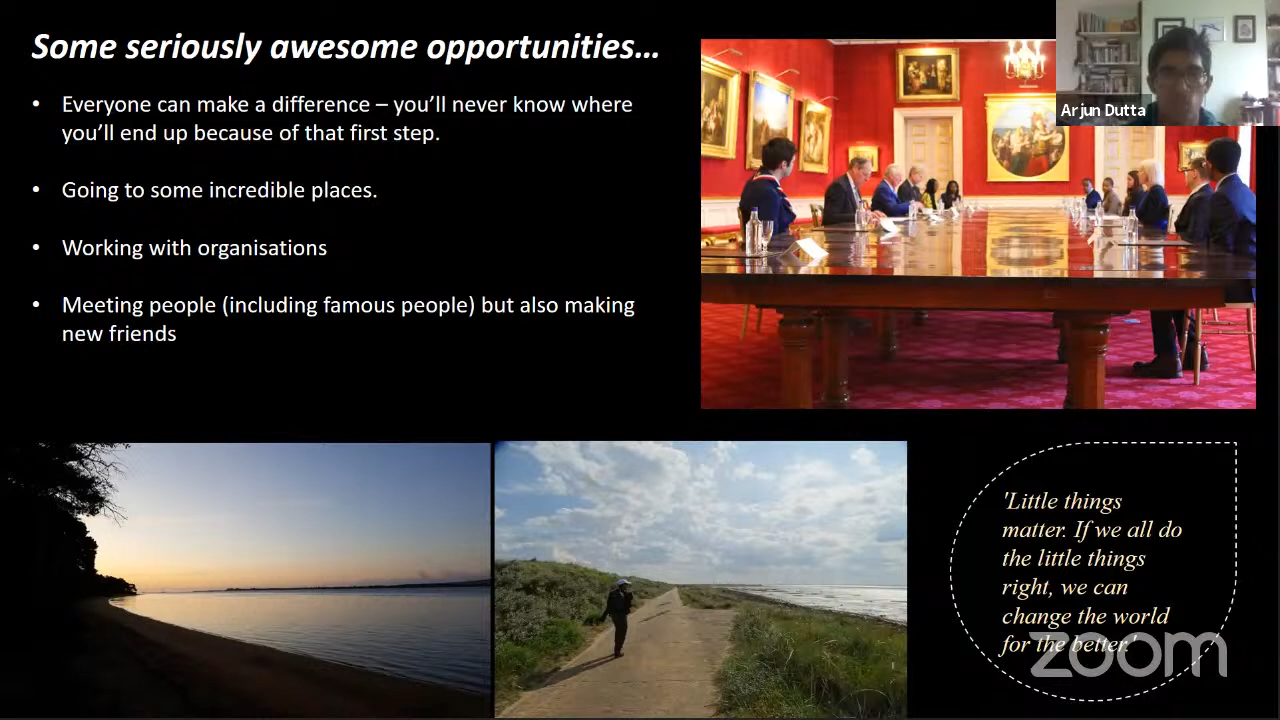 Some seriously awesome opportunities…
• Everyone can make a difference – you’ll never know where
you’ll end up because of that first step.
• Going to some incredible places.
• Working with organisations
• Meeting people (including famous people) but also making
new friends
Arjun Dutta
'Little things
matter. If we all do
the little things
right, we can
change the world
for the better.'
zoom